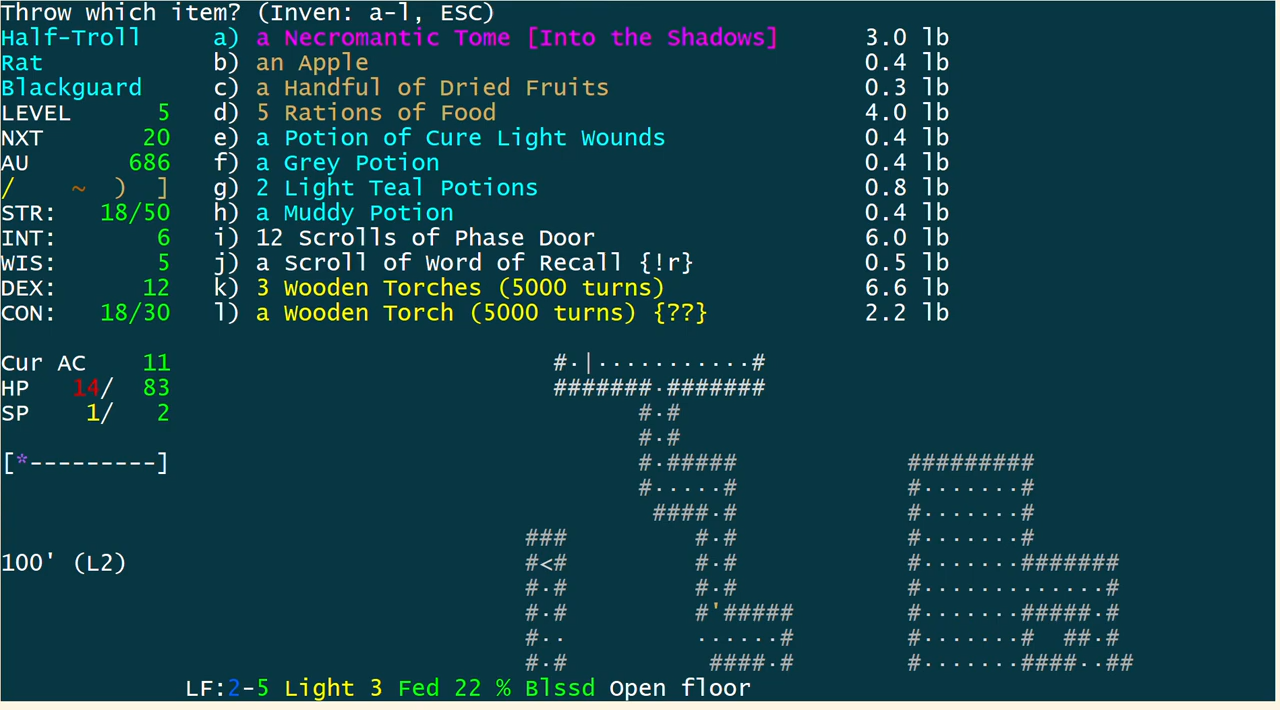 Throw which item? (Inven: a-l, ESC)
Half-Troll a) a Necromantic Tome [Into the Shadows] 3.0 lb
Rat b) an Apple 0.4 lb
Blackguard c) a Handful of Dried Fruits 0.3 lb
LEVEL 5 d) 5 Rations of Food 4.0 lb
NXT 20 e) a Potion of Cure Light Wounds 0.4 lb
AU 686 f) a Grey Potion 0.4 lb
/ ~ ) ] g) 2 Light Teal Potions 0.8 lb
STR: 18/50 h) a Muddy Potion 0.4 lb
INT: 6 i) 12 Scrolls of Phase Door 6.0 lb
WIS: 5 j) a Scroll of Word of Recall {!r} 0.5 lb
DEX: 12 k) 3 Wooden Torches (5000 turns) 6.6 lb
CON: 18/30 l) a Wooden Torch (5000 turns) {??} 2.2 lb
Cur AC 11 #.|...........#
HP 14/ 83 #######.#######
SP 1/ 2 #.#
#.#
[*---------] #.##### #########
#.....# #.......#
####.# #.......#
### #.# #.......#
100' (L2) #<# #.# #.......#######
#.# #.# #.............#
#.# #'##### #.......#####.#
#.. ......# #.......# ##.#
#.# ####.# #.......####..##
LF:2-5 Light 3 Fed 22 % Blssd Open floor